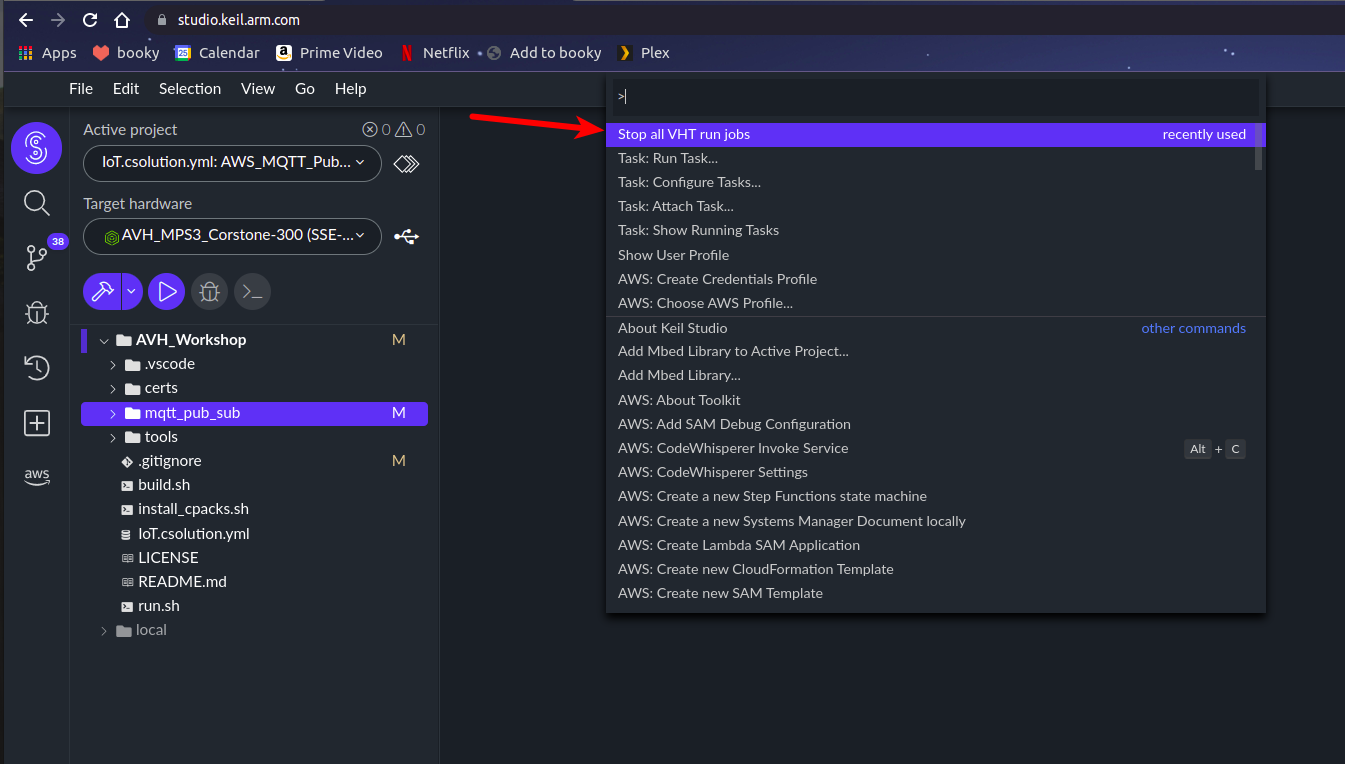 studio.keil.arm.com
Apps booky 25 Calendar Prime Video Netflix Add to booky Plex
File Edit Selection View Go Help
Active project 0 0
IoT.csolution.yml: AWS_MQTT_Pub...
Target hardware
AVH_MPS3_Corstone-300 (SSE-...
38
AVH_Workshop M
.vscode
certs
mqtt_pub_sub M
tools
.gitignore M
build.sh
install_cpacks.sh
IoT.csolution.yml
LICENSE
README.md
run.sh
local
aws
>
Stop all VHT run jobs recently used
Task: Run Task...
Task: Configure Tasks...
Task: Attach Task...
Task: Show Running Tasks
Show User Profile
AWS: Create Credentials Profile
AWS: Choose AWS Profile...
About Keil Studio other commands
Add Mbed Library to Active Project...
Add Mbed Library...
AWS: About Toolkit
AWS: Add SAM Debug Configuration
AWS: CodeWhisperer Invoke Service Alt + C
AWS: CodeWhisperer Settings
AWS: Create a new Step Functions state machine
AWS: Create a new Systems Manager Document locally
AWS: Create Lambda SAM Application
AWS: Create new CloudFormation Template
AWS: Create new SAM Template